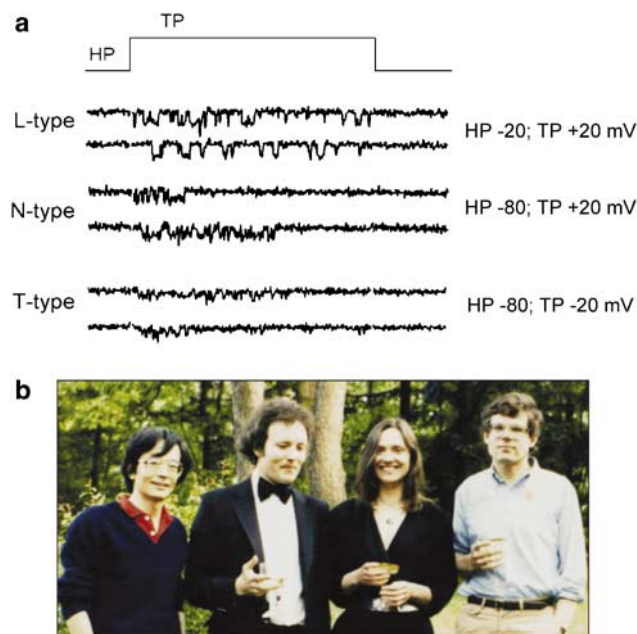 a
TP
HP
L-type
HP -20; TP +20 mV
N-type
HP -80; TP +20 mV
T-type
HP -80; TP -20 mV
b